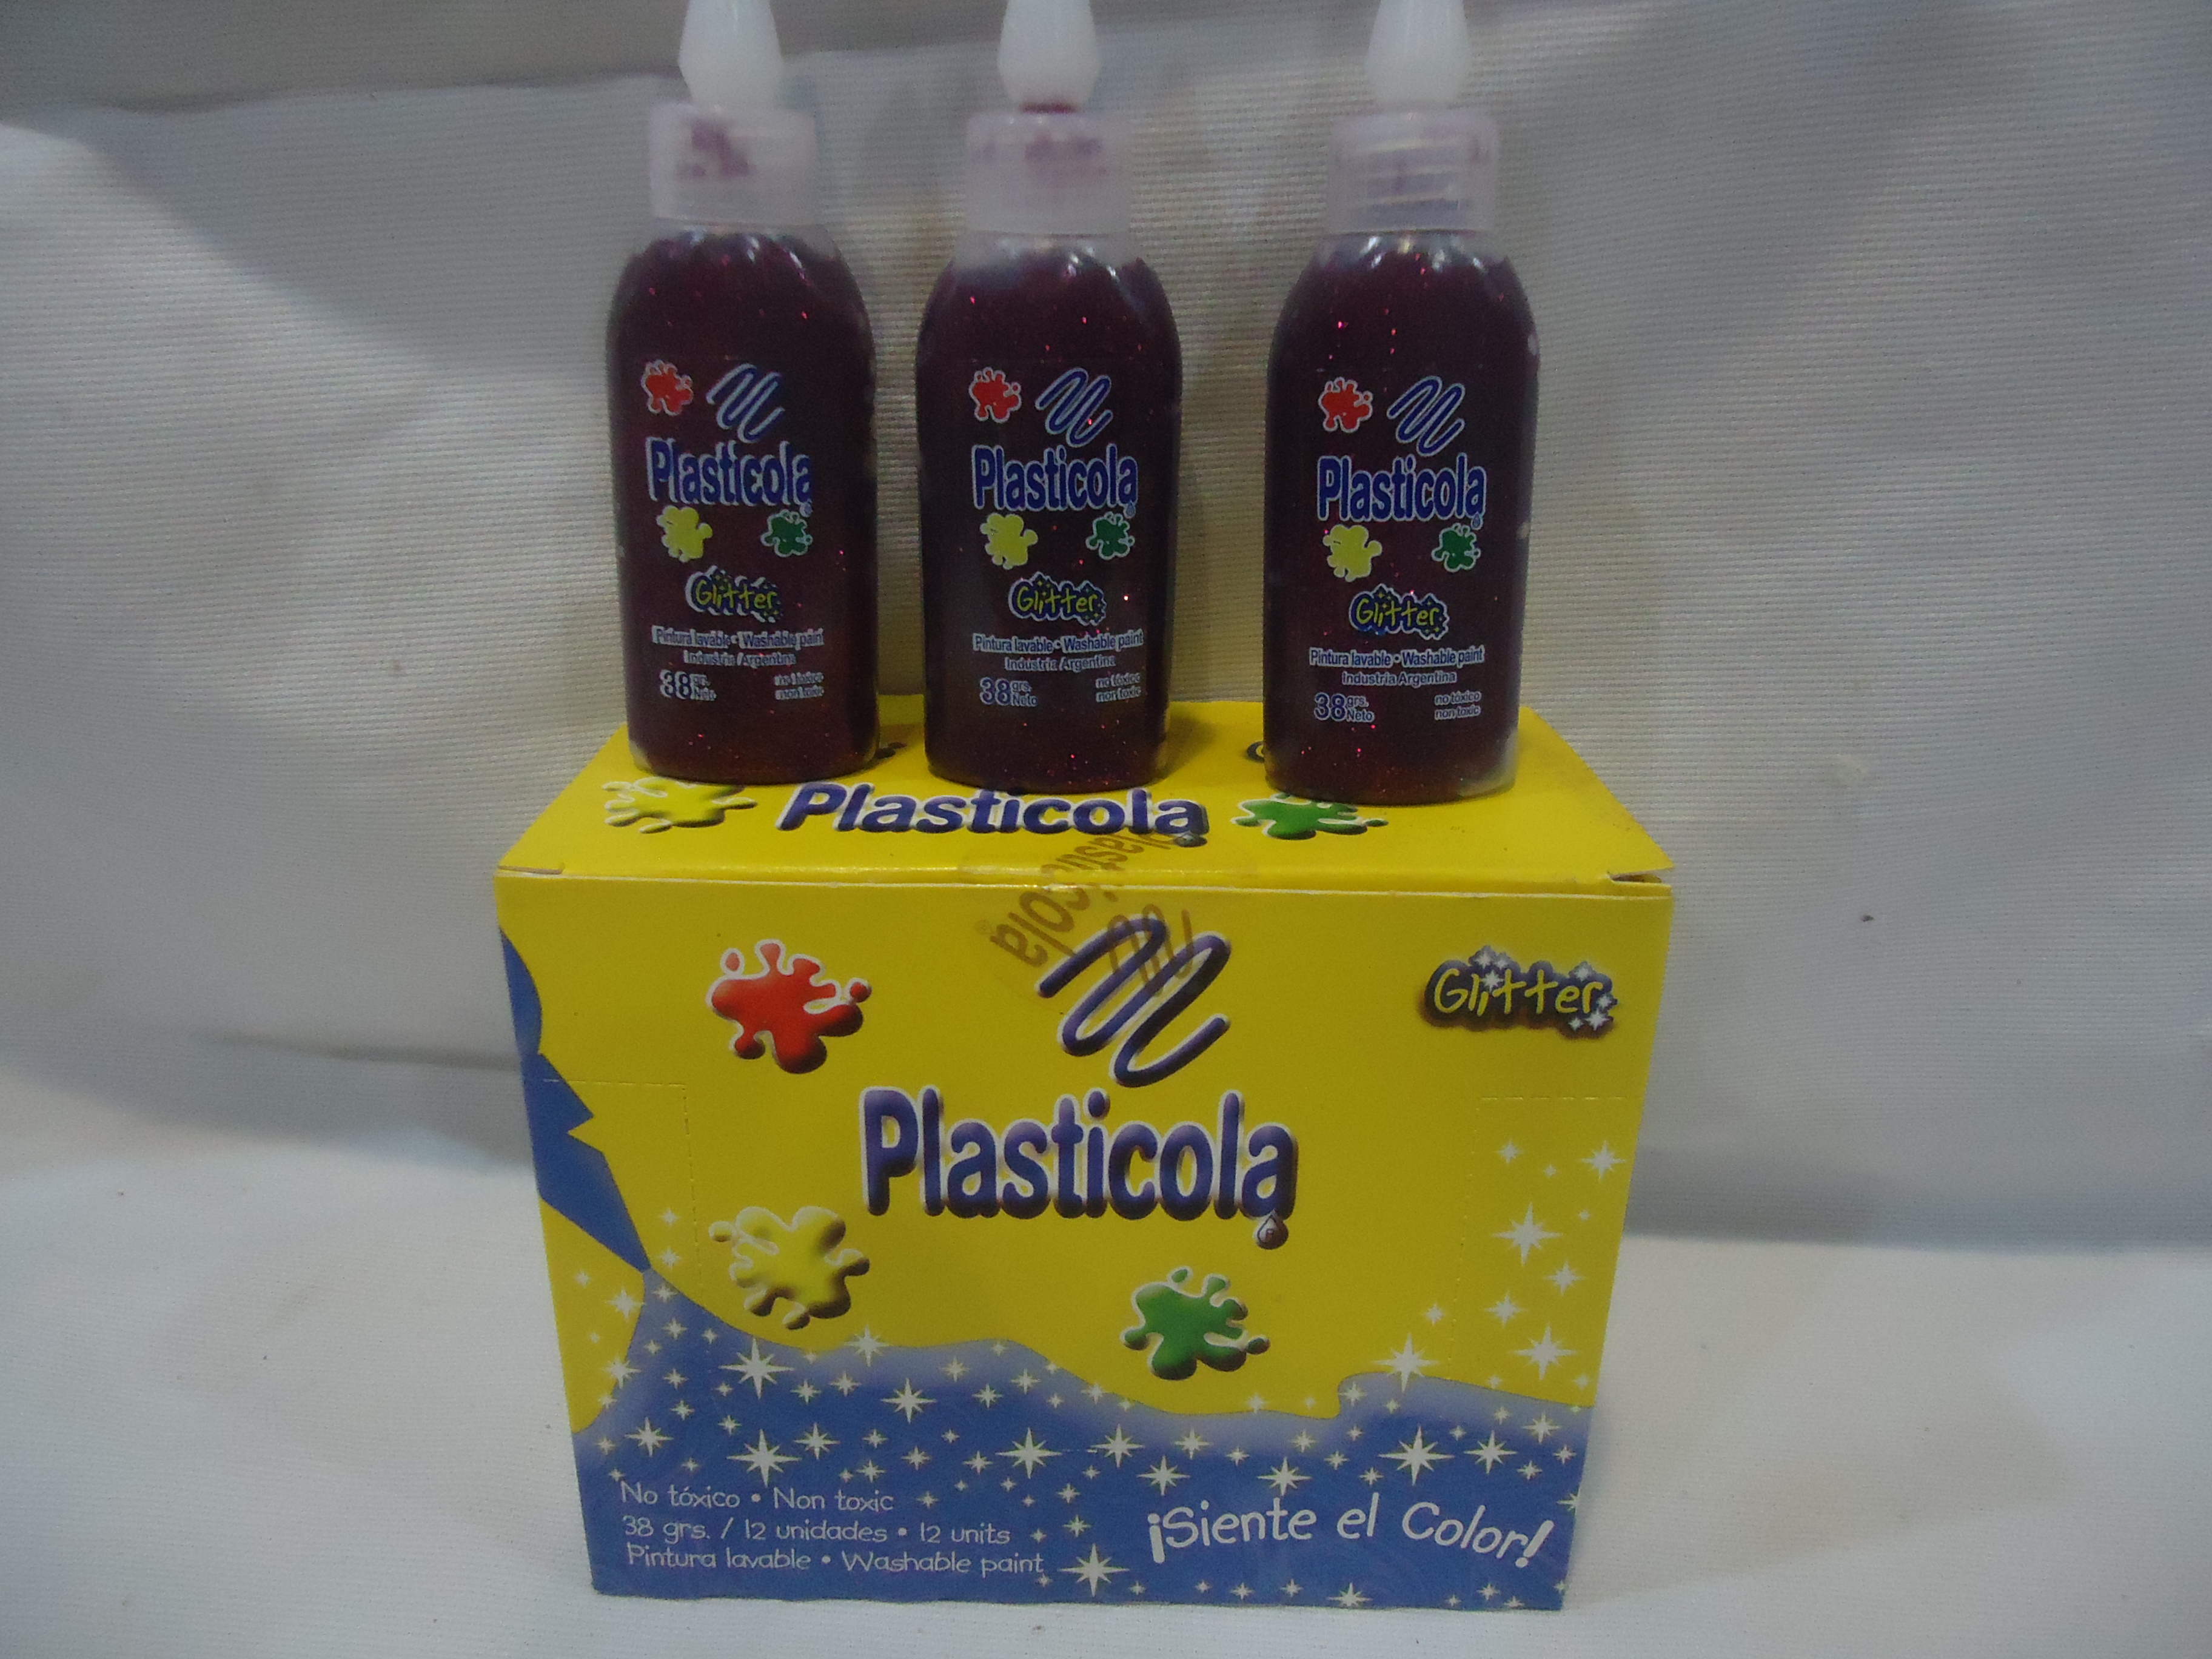 Plasticola
Glitter
Pintura lavable • Washable paint
Industria Argentina
38 grs. Neto
no tóxico
non toxic
Plasticola
Glitter
Pintura lavable • Washable paint
Industria Argentina
38 grs. Neto
no tóxico
non toxic
Plasticola
Glitter
Pintura lavable • Washable paint
Industria Argentina
38 grs. Neto
no tóxico
non toxic
Plasticola
Plasticola
Glitter
Plasticola
No tóxico • Non toxic
38 grs. / 12 unidades • 12 units
Pintura lavable • Washable paint
¡Siente el Color!